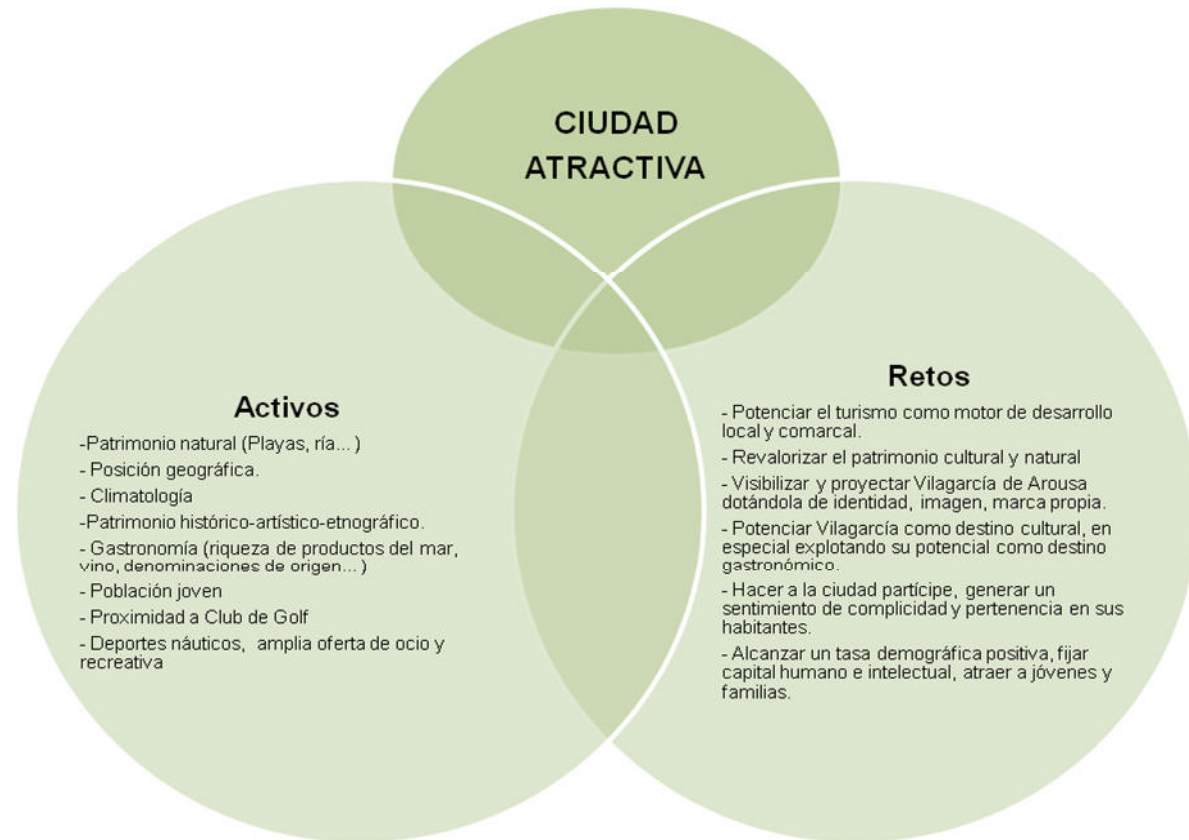 CIUDAD
ATRACTIVA
Activos
-Patrimonio natural (Playas, ría... )
- Posición geográfica.
- Climatología
-Patrimonio histórico-artístico-etnográfico.
- Gastronomía (riqueza de productos del mar,
vino, denominaciones de origen... )
- Población joven
- Proximidad a Club de Golf
- Deportes náuticos, amplia oferta de ocio y
recreativa
Retos
- Potenciar el turismo como motor de desarrollo
local y comarcal.
- Revalorizar el patrimonio cultural y natural
- Visibilizar y proyectar Vilagarcía de Arousa
dotándola de identidad, imagen, marca propia.
- Potenciar Vilagarcía como destino cultural, en
especial explotando su potencial como destino
gastronómico.
- Hacer a la ciudad partícipe, generar un
sentimiento de complicidad y pertenencia en sus
habitantes.
- Alcanzar un tasa demográfica positiva, fijar
capital humano e intelectual, atraer a jóvenes y
familias.